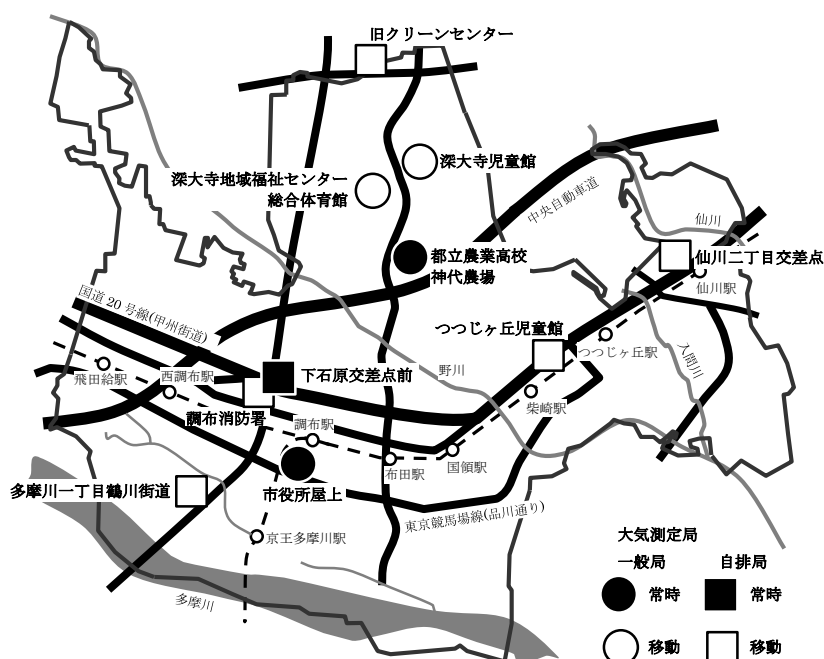 旧クリーンセンター
深大寺児童館
深大寺地域福祉センター
総合体育館
中央自動車道
仙川
都立農業高校
神代農場
仙川二丁目交差点
仙川駅
国道20号線(甲州街道)
つつじヶ丘児童館
つつじヶ丘駅
入間川
野川
飛田給駅
西調布駅
下石原交差点前
柴崎駅
調布消防署
調布駅
布田駅
国領駅
多摩川一丁目鶴川街道
市役所屋上
東京競馬場線(品川通り)
京王多摩川駅
多摩川
大気測定局
一般局 自排局
常時 常時
移動 移動